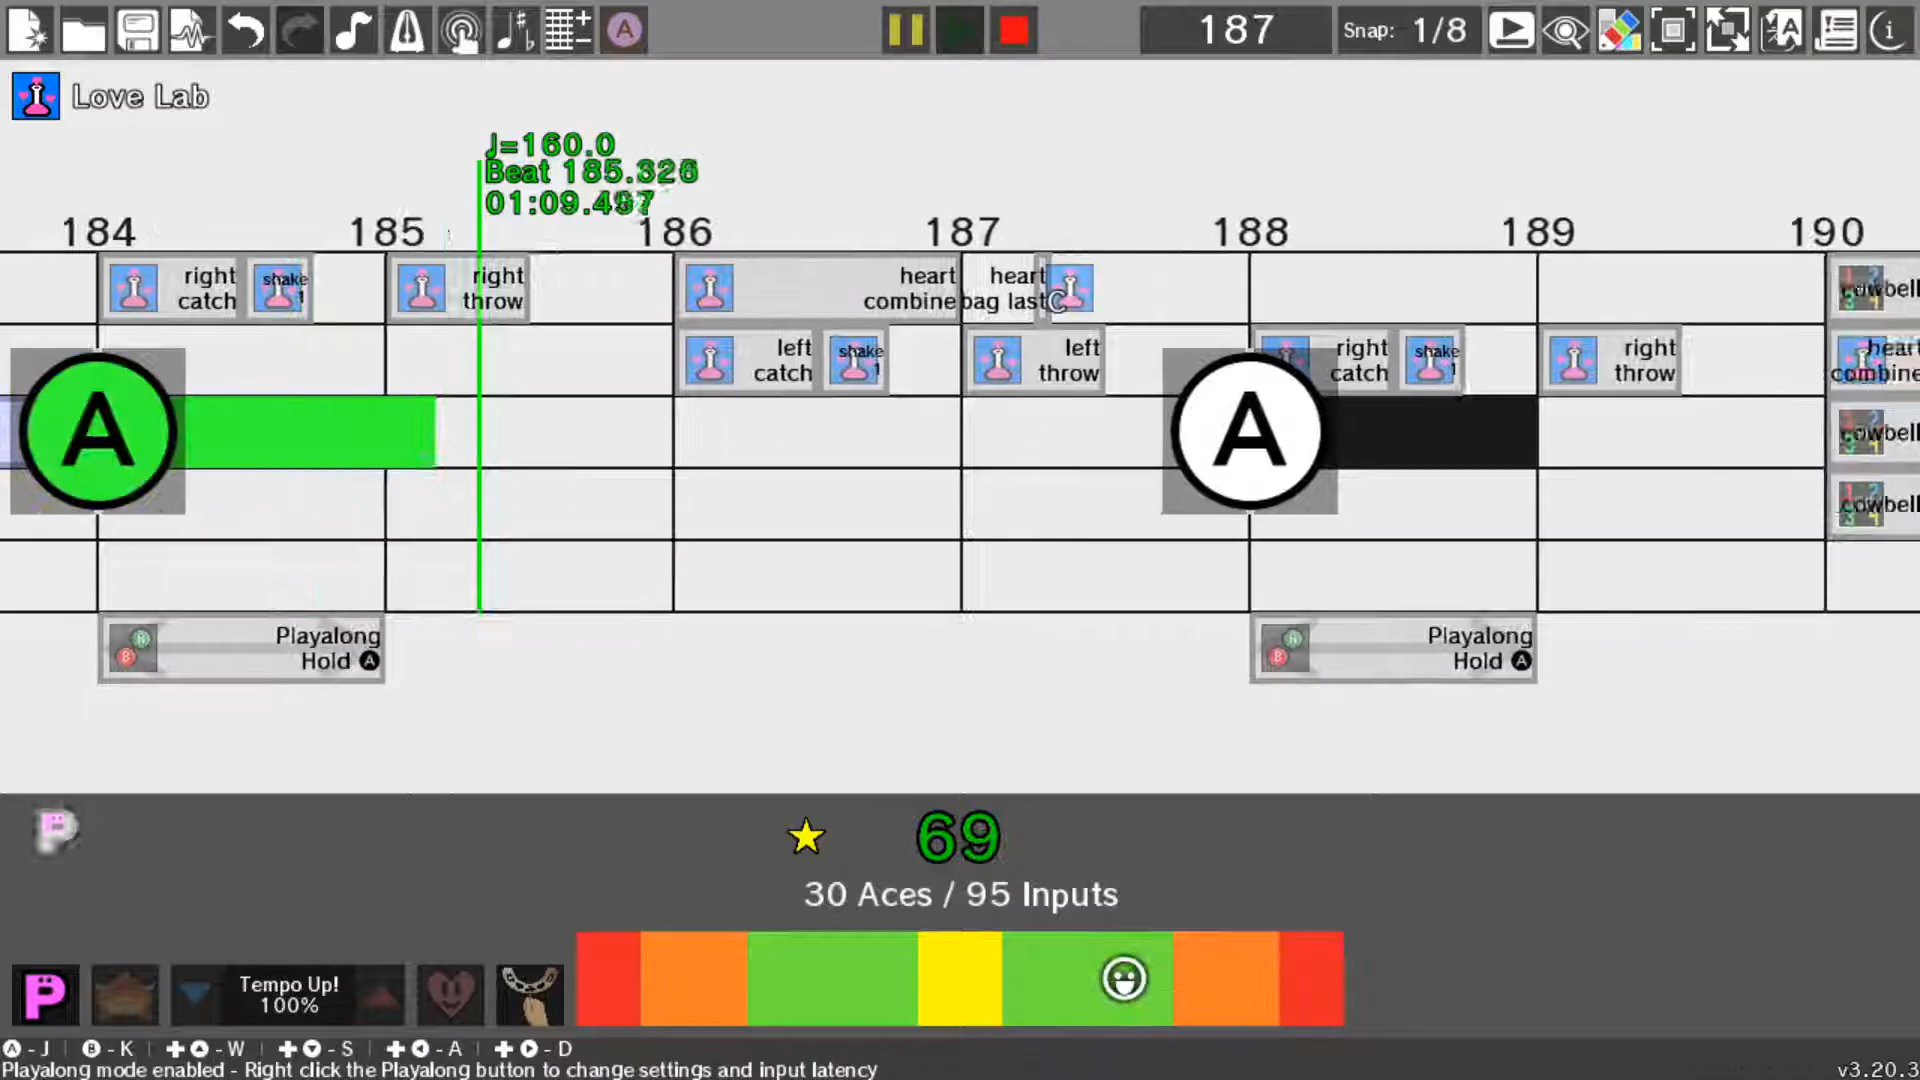 187
Snap: 1/8
A
Love Lab
♩=160.0
Beat 185.326
184 185 186 187 188 189 190
right catch
shake 1
right throw
heart combine
heart bag last
cowbell
left catch
shake 1
left throw
right catch
shake 1
right throw
heart combine
A
A
cowbell
cowbell
Playalong Hold A
Playalong Hold A
P
69
30 Aces / 95 Inputs
P
Tempo Up!
100%
A - J | B - K | - W | - S | - A | - D
Playalong mode enabled - Right click the Playalong button to change settings and input latency
v3.20.3